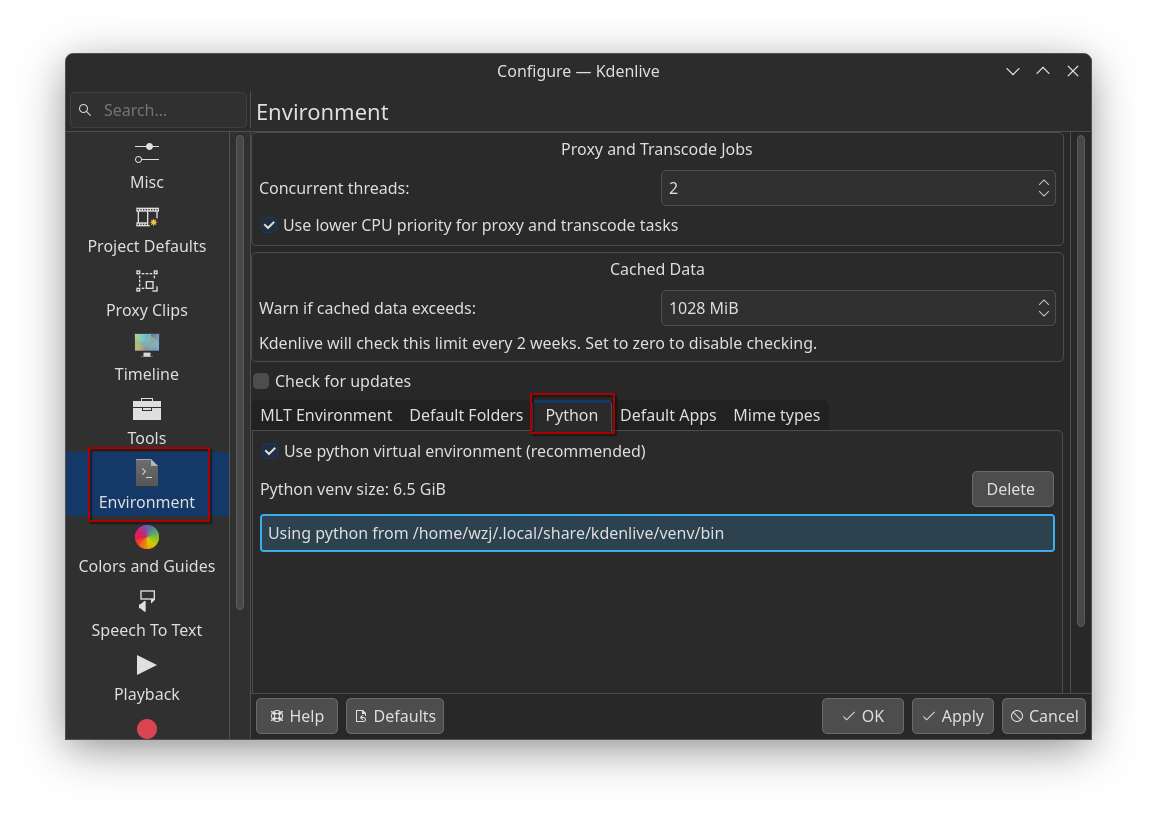 Configure — Kdenlive
Search...
Environment
Misc
Project Defaults
Proxy Clips
Timeline
Tools
Environment
Colors and Guides
Speech To Text
Playback
Proxy and Transcode Jobs
Concurrent threads: 2
Use lower CPU priority for proxy and transcode tasks
Cached Data
Warn if cached data exceeds: 1028 MiB
Kdenlive will check this limit every 2 weeks. Set to zero to disable checking.
Check for updates
MLT Environment Default Folders Python Default Apps Mime types
Use python virtual environment (recommended)
Python venv size: 6.5 GiB Delete
Using python from /home/wzj/.local/share/kdenlive/venv/bin
Help Defaults OK Apply Cancel